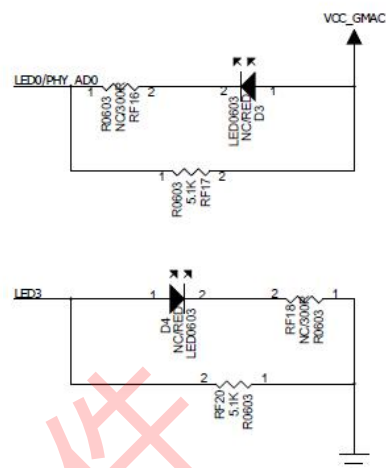 VCC_GMAC
LED0/PHY_AD0
1
2
2
1
R0603
NC/300R
RF16
LED0603
NC/RED
D3
1
2
R0603
5.1K
RF17
LED3
1
2
2
1
D4
NC/RED
LED0603
RF18
NC/300R
R0603
2
1
RF20
5.1K
R0603
件